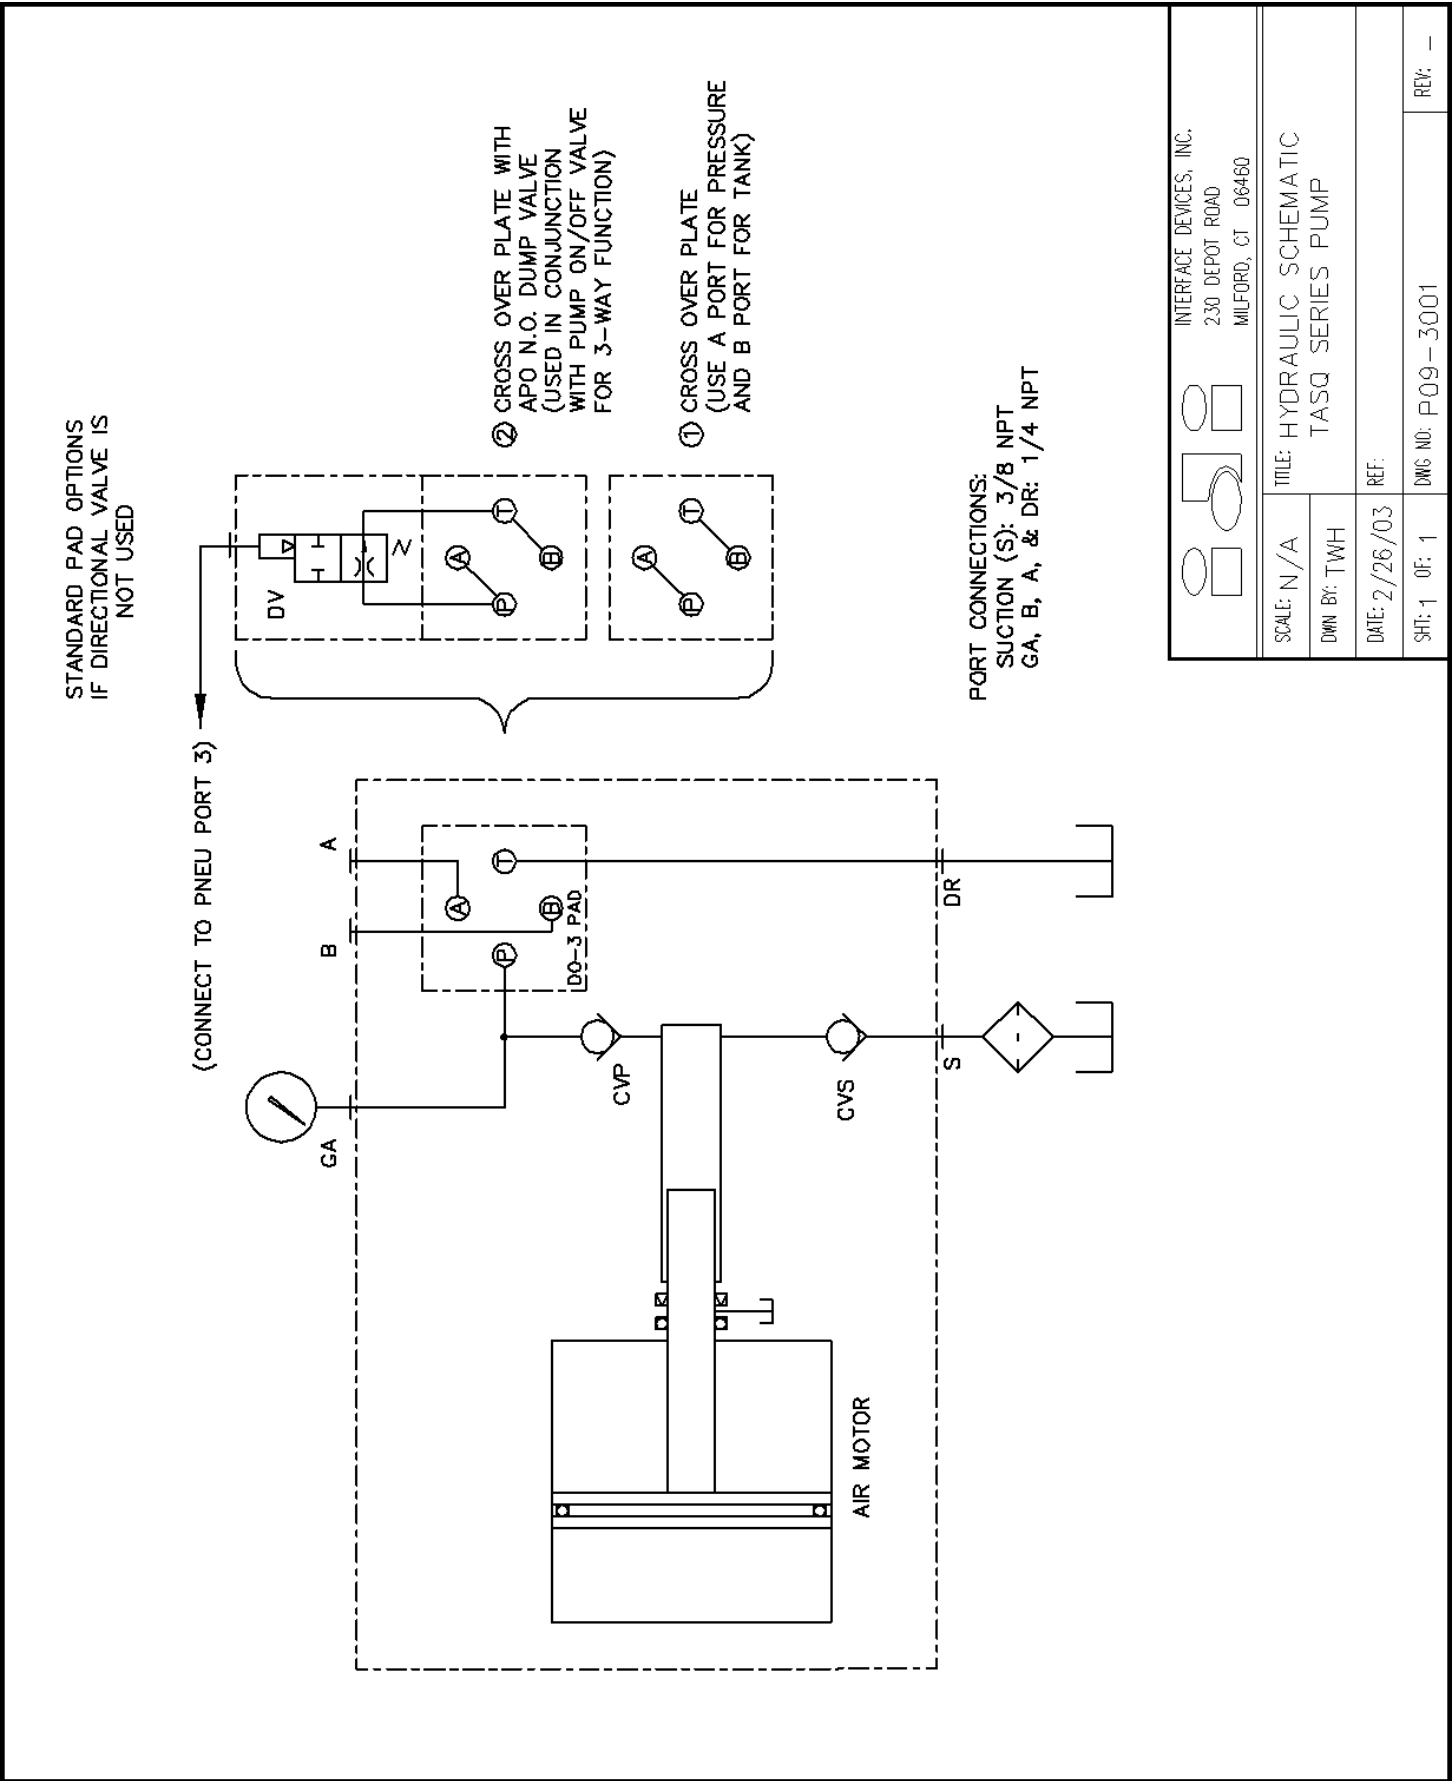 STANDARD PAD OPTIONS
IF DIRECTIONAL VALVE IS
NOT USED
(CONNECT TO PNEU PORT 3)
DV
P
A
B
T
② CROSS OVER PLATE WITH
APO N.O. DUMP VALVE
(USED IN CONJUNCTION
WITH PUMP ON/OFF VALVE
FOR 3-WAY FUNCTION)
P
A
B
T
① CROSS OVER PLATE
(USE A PORT FOR PRESSURE
AND B PORT FOR TANK)
GA
B
A
P
A
B
T
DO-3 PAD
CVP
CVS
AIR MOTOR
S
DR
PORT CONNECTIONS:
SUCTION (S): 3/8 NPT
GA, B, A, & DR: 1/4 NPT
INTERFACE DEVICES, INC.
230 DEPOT ROAD
MILFORD, CT 06460
SCALE: N/A
TITLE: HYDRAULIC SCHEMATIC
TASQ SERIES PUMP
DWN BY: TWH
DATE: 2/26/03
REF:
SHT: 1 OF: 1
DWG NO: P09-3001
REV: -